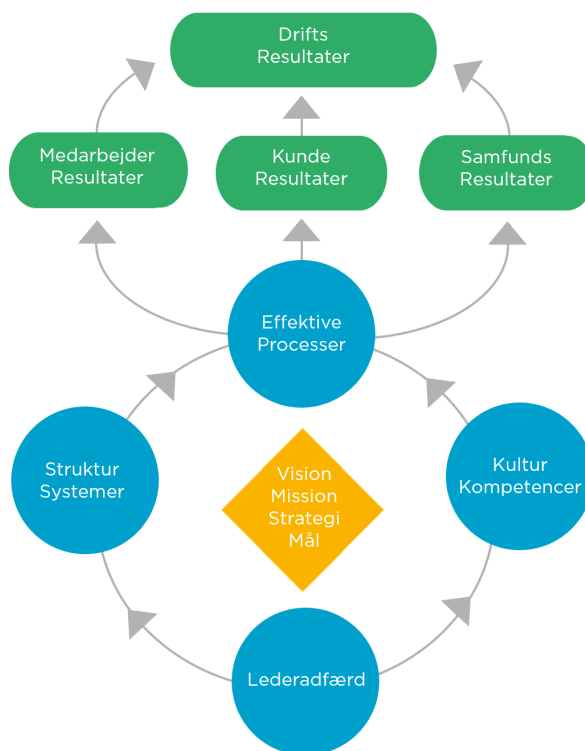 Drifts
Resultater
Medarbejder
Resultater
Kunde
Resultater
Samfunds
Resultater
Effektive
Processer
Struktur
Systemer
Vision
Mission
Strategi
Mål
Kultur
Kompetencer
Lederadfærd